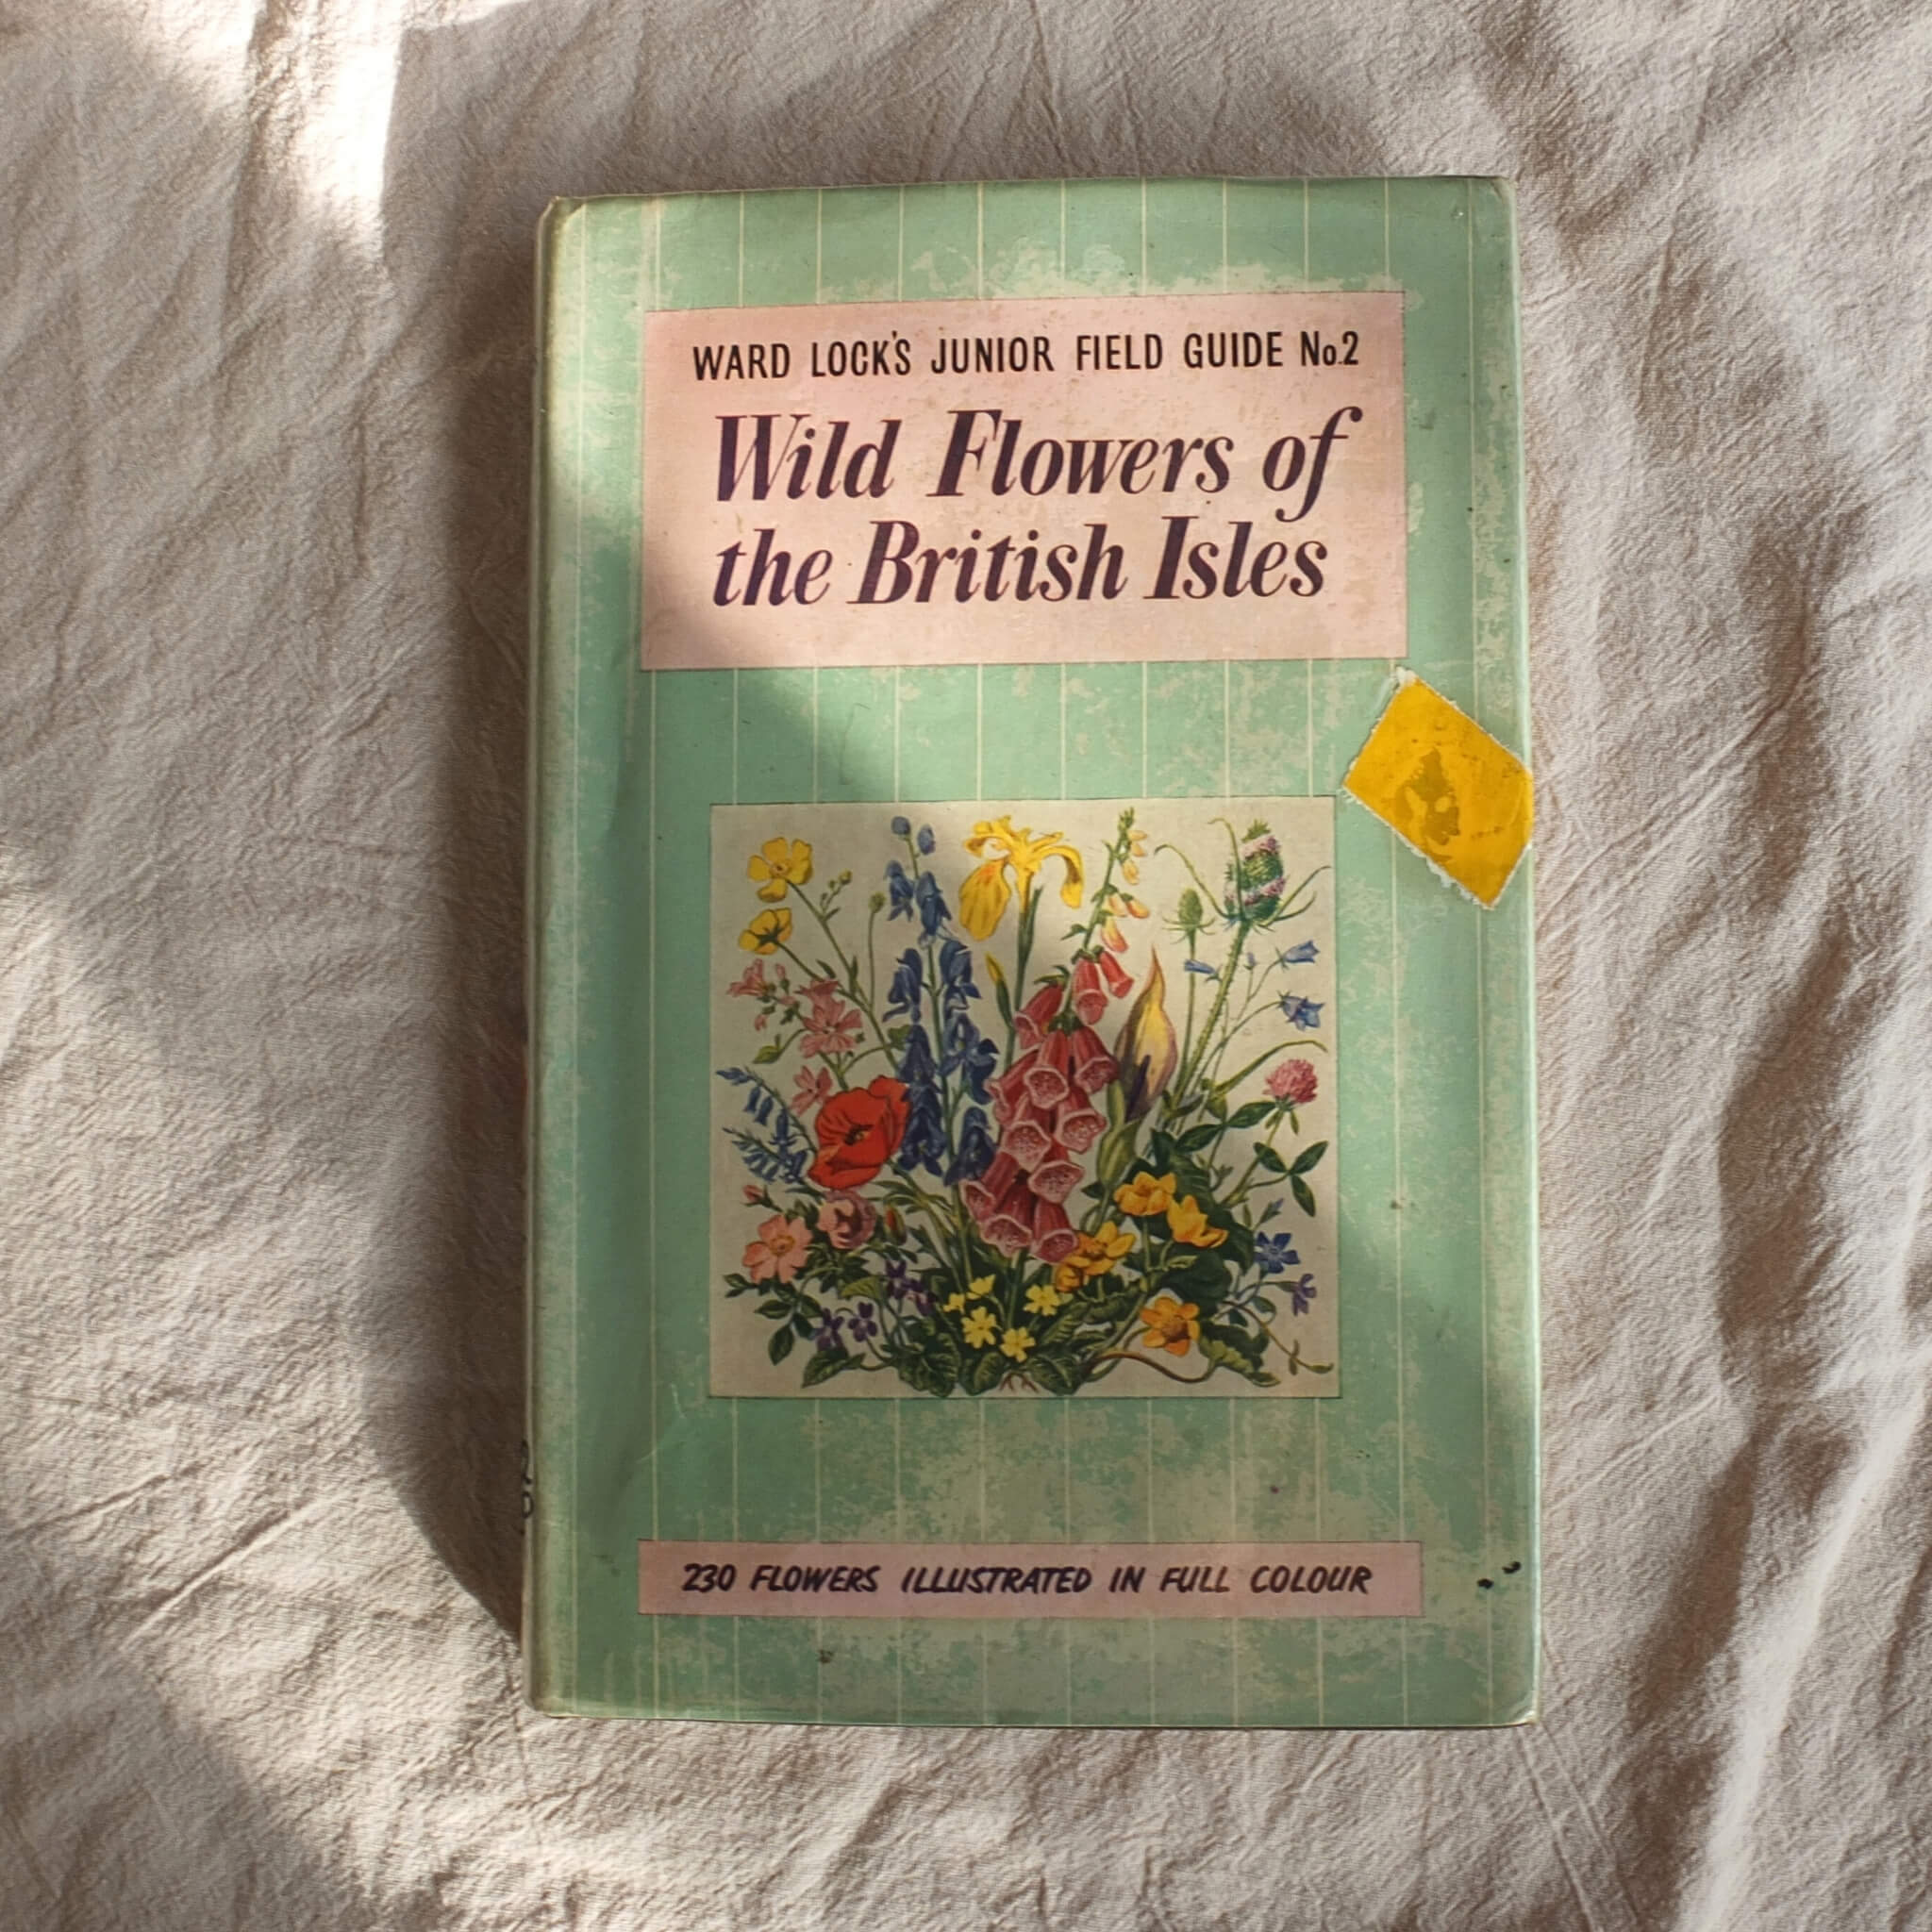 WARD LOCK'S JUNIOR FIELD GUIDE No.2
Wild Flowers of
the British Isles
230 FLOWERS ILLUSTRATED IN FULL COLOUR